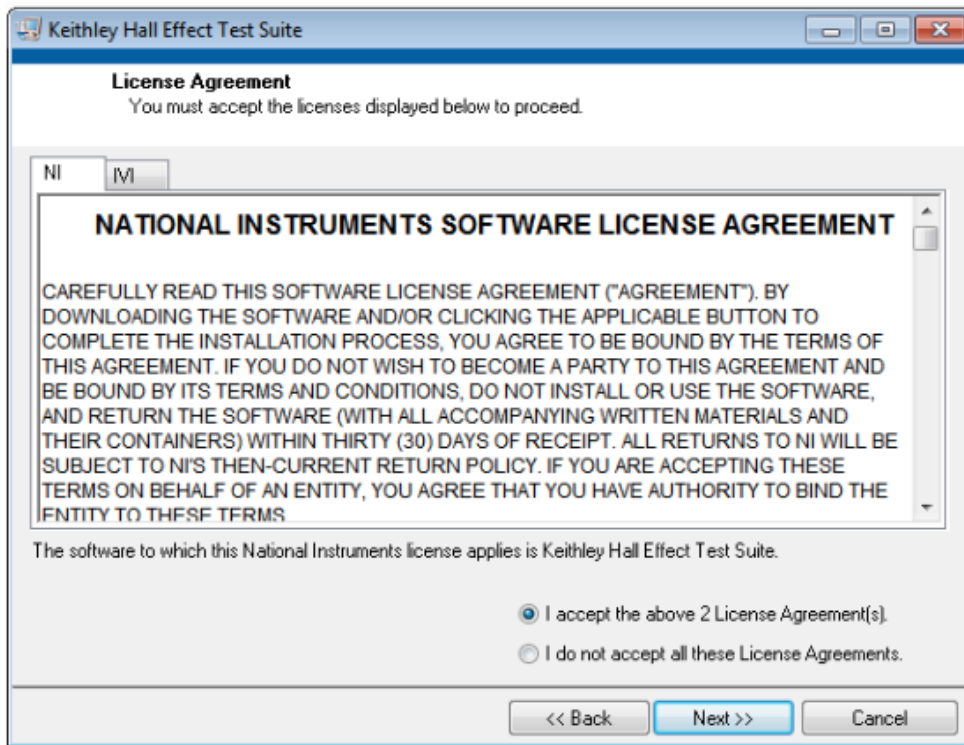 Keithley Hall Effect Test Suite
License Agreement
You must accept the licenses displayed below to proceed.
NI IVI
NATIONAL INSTRUMENTS SOFTWARE LICENSE AGREEMENT
CAREFULLY READ THIS SOFTWARE LICENSE AGREEMENT ("AGREEMENT"). BY
DOWNLOADING THE SOFTWARE AND/OR CLICKING THE APPLICABLE BUTTON TO
COMPLETE THE INSTALLATION PROCESS, YOU AGREE TO BE BOUND BY THE TERMS OF
THIS AGREEMENT. IF YOU DO NOT WISH TO BECOME A PARTY TO THIS AGREEMENT AND
BE BOUND BY ITS TERMS AND CONDITIONS, DO NOT INSTALL OR USE THE SOFTWARE,
AND RETURN THE SOFTWARE (WITH ALL ACCOMPANYING WRITTEN MATERIALS AND
THEIR CONTAINERS) WITHIN THIRTY (30) DAYS OF RECEIPT. ALL RETURNS TO NI WILL BE
SUBJECT TO NI'S THEN-CURRENT RETURN POLICY. IF YOU ARE ACCEPTING THESE
TERMS ON BEHALF OF AN ENTITY, YOU AGREE THAT YOU HAVE AUTHORITY TO BIND THE
ENTITY TO THESE TERMS
The software to which this National Instruments license applies is Keithley Hall Effect Test Suite.
I accept the above 2 License Agreement(s).
I do not accept all these License Agreements.
<< Back Next >> Cancel